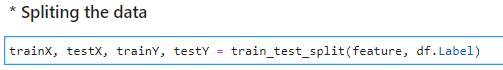 * Spliting the data
trainX, testX, trainY, testY = train_test_split(feature, df.Label)